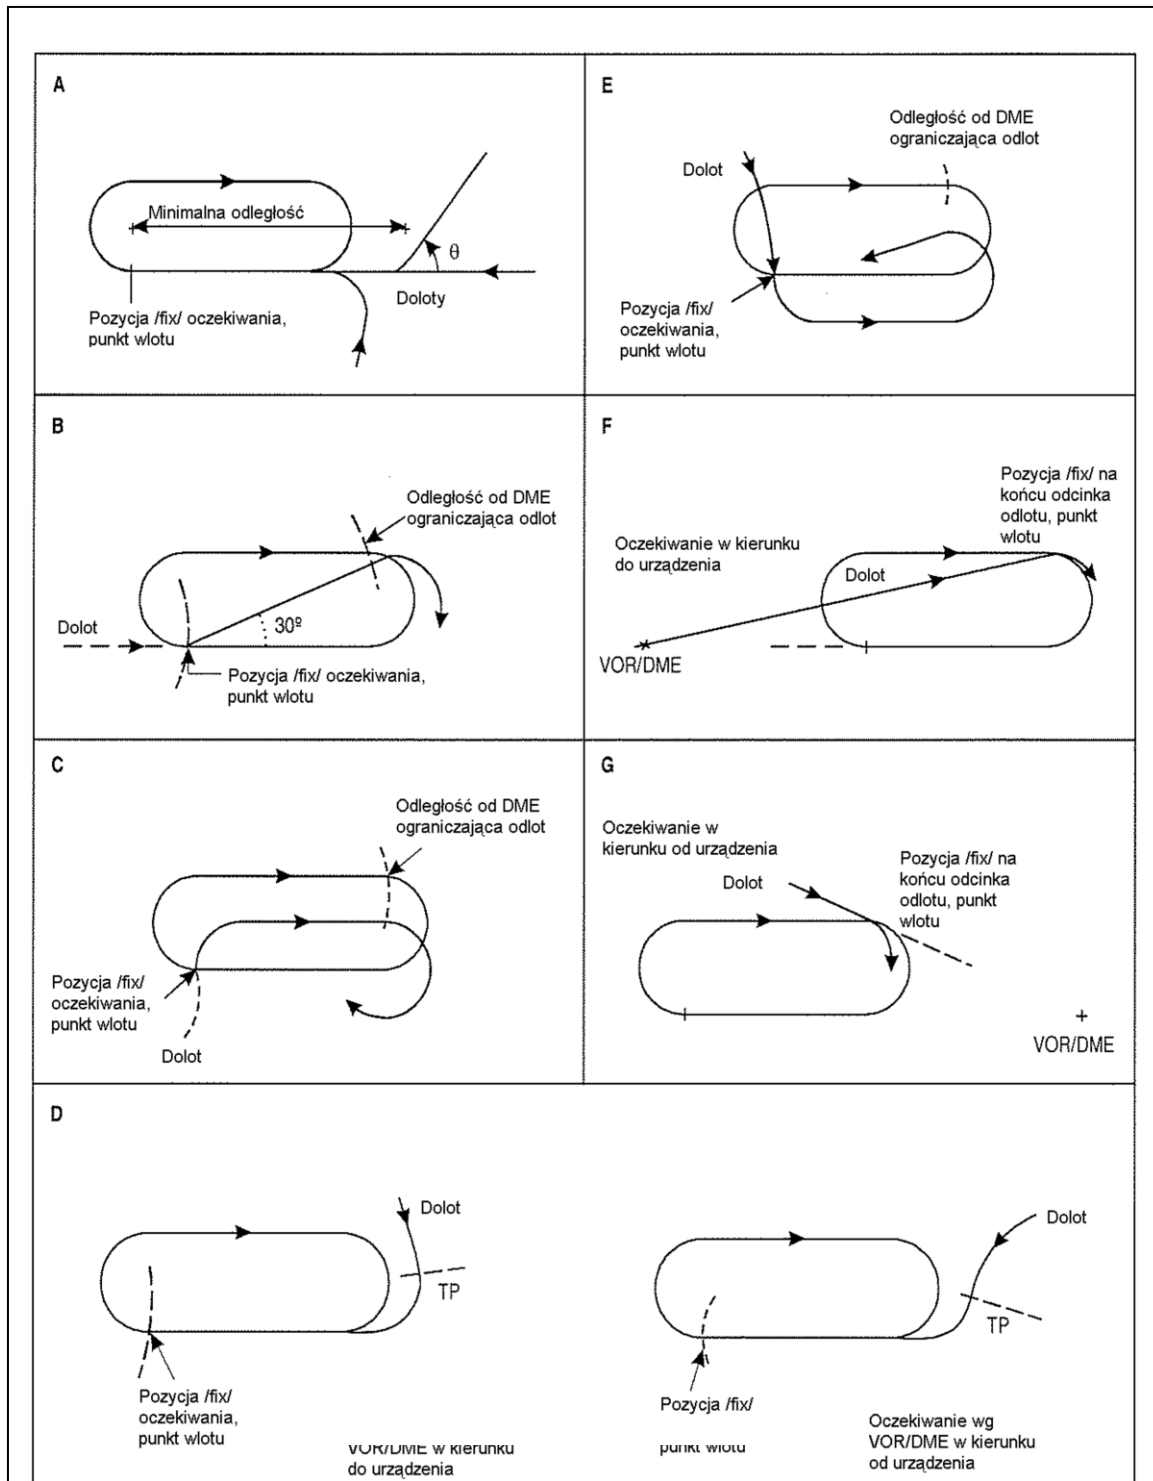 A
Minimalna odległość
θ
Doloty
Pozycja /fix/ oczekiwania,
punkt wlotu
E
Odległość od DME
ograniczająca odlot
Dolot
Pozycja /fix/
oczekiwania,
punkt wlotu
B
Odległość od DME
ograniczająca odlot
Dolot
30º
Pozycja /fix/ oczekiwania,
punkt wlotu
F
Pozycja /fix/ na
końcu odcinka
odlotu, punkt
wlotu
Oczekiwanie w kierunku
do urządzenia
Dolot
VOR/DME
C
Odległość od DME
ograniczająca odlot
Pozycja /fix/
oczekiwania,
punkt wlotu
Dolot
G
Oczekiwanie w
kierunku od urządzenia
Pozycja /fix/ na
końcu odcinka
odlotu, punkt
wlotu
Dolot
VOR/DME
D
Dolot
TP
Pozycja /fix/
oczekiwania,
punkt wlotu
VOR/DME w kierunku
do urządzenia
Dolot
TP
Pozycja /fix/
punkt wlotu
Oczekiwanie wg
VOR/DME w kierunku
od urządzenia